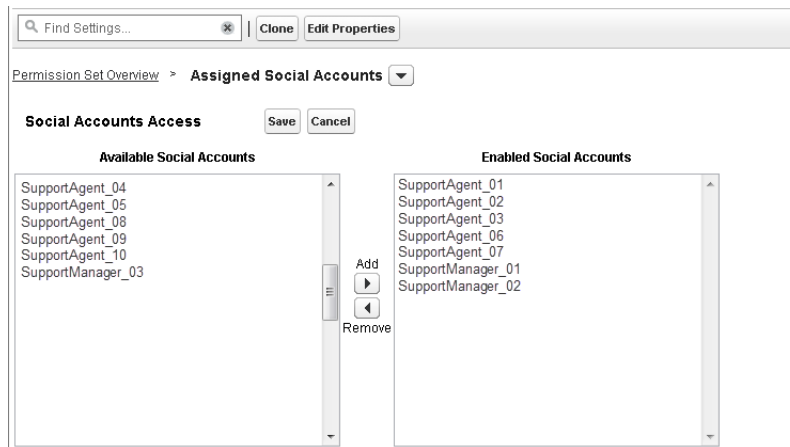 Find Settings... | Clone Edit Properties
Permission Set Overview > Assigned Social Accounts
Social Accounts Access Save Cancel
Available Social Accounts
SupportAgent_04
SupportAgent_05
SupportAgent_08
SupportAgent_09
SupportAgent_10
SupportManager_03
Add
Remove
Enabled Social Accounts
SupportAgent_01
SupportAgent_02
SupportAgent_03
SupportAgent_06
SupportAgent_07
SupportManager_01
SupportManager_02